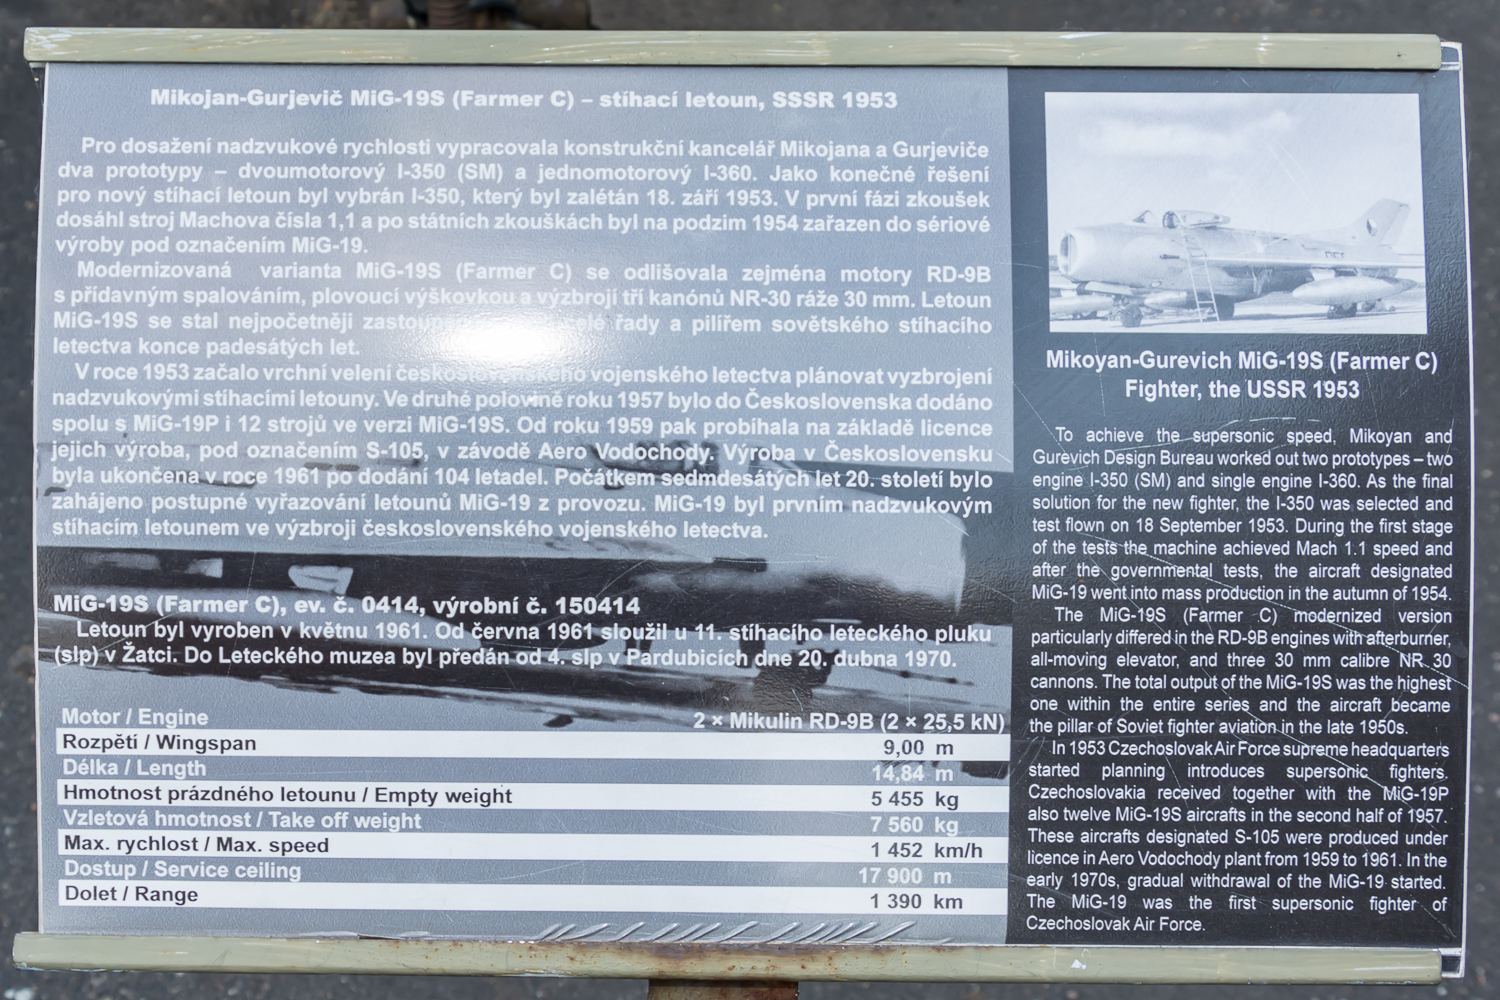 Mikojan-Gurjevič MiG-19S (Farmer C) – stíhací letoun, SSSR 1953
Pro dosažení nadzvukové rychlosti vypracovala konstrukční kancelář Mikojana a Gurjeviče
dva prototypy – dvoumotorový I-350 (SM) a jednomotorový I-360. Jako konečné řešení
pro nový stíhací letoun byl vybrán I-350, který byl zalétán 18. září 1953. V první fázi zkoušek
dosáhl stroj Machova čísla 1,1 a po státních zkouškách byl na podzim 1954 zařazen do sériové
výroby pod označením MiG-19.
Modernizovaná varianta MiG-19S (Farmer C) se odlišovala zejména motory RD-9B
s přídavným spalováním, plovoucí výškovkou a výzbrojí tří kanónů NR-30 ráže 30 mm. Letoun
MiG-19S se stal nejpočetněji řady a pilířem sovětského stíhacího
letectva konce padesátých let.
V roce 1953 začalo vrchní velení vojenského letectva plánovat vyzbrojení
nadzvukovými stíhacími letouny. Ve druhé polovině roku 1957 bylo do Československa dodáno
spolu s MiG-19P i 12 strojů ve verzi MiG-19S. Od roku 1959 pak probíhala na základě licence
jejich výroba, pod označením S-105, v závodě Aero Vodochody. Výroba v Československu
byla ukončena v roce 1961 po dodání 104 letadel. Počátkem sedmdesátých let 20. století bylo
zahájeno postupné vyřazování letounů MiG-19 z provozu. MiG-19 byl prvním nadzvukovým
stíhacím letounem ve výzbroji československého vojenského letectva.
MiG-19S (Farmer C), ev. č. 0414, výrobní č. 150414
Letoun byl vyroben v květnu 1961. Od června 1961 sloužil u 11. stíhacího leteckého pluku
(slp) v Žatci. Do Leteckého muzea byl předán od 4. slp v Pardubicích dne 20. dubna 1970.
Motor / Engine 2 × Mikulin RD-9B (2 × 25,5 kN)
Rozpětí / Wingspan 9,00 m
Délka / Length 14,84 m
Hmotnost prázdného letounu / Empty weight 5 455 kg
Vzletová hmotnost / Take off weight 7 560 kg
Max. rychlost / Max. speed 1 452 km/h
Dostup / Service ceiling 17 900 m
Dolet / Range 1 390 km
Mikoyan-Gurevich MiG-19S (Farmer C)
Fighter, the USSR 1953
To achieve the supersonic speed, Mikoyan and
Gurevich Design Bureau worked out two prototypes – two
engine I-350 (SM) and single engine I-360. As the final
solution for the new fighter, the I-350 was selected and
test flown on 18 September 1953. During the first stage
of the tests the machine achieved Mach 1.1 speed and
after the governmental tests, the aircraft designated
MiG-19 went into mass production in the autumn of 1954.
The MiG-19S (Farmer C) modernized version
particularly differed in the RD-9B engines with afterburner,
all-moving elevator, and three 30 mm calibre NR 30
cannons. The total output of the MiG-19S was the highest
one within the entire series and the aircraft became
the pillar of Soviet fighter aviation in the late 1950s.
In 1953 Czechoslovak Air Force supreme headquarters
started planning introduces supersonic fighters.
Czechoslovakia received together with the MiG-19P
also twelve MiG-19S aircrafts in the second half of 1957.
These aircrafts designated S-105 were produced under
licence in Aero Vodochody plant from 1959 to 1961. In the
early 1970s, gradual withdrawal of the MiG-19 started.
The MiG-19 was the first supersonic fighter of
Czechoslovak Air Force.